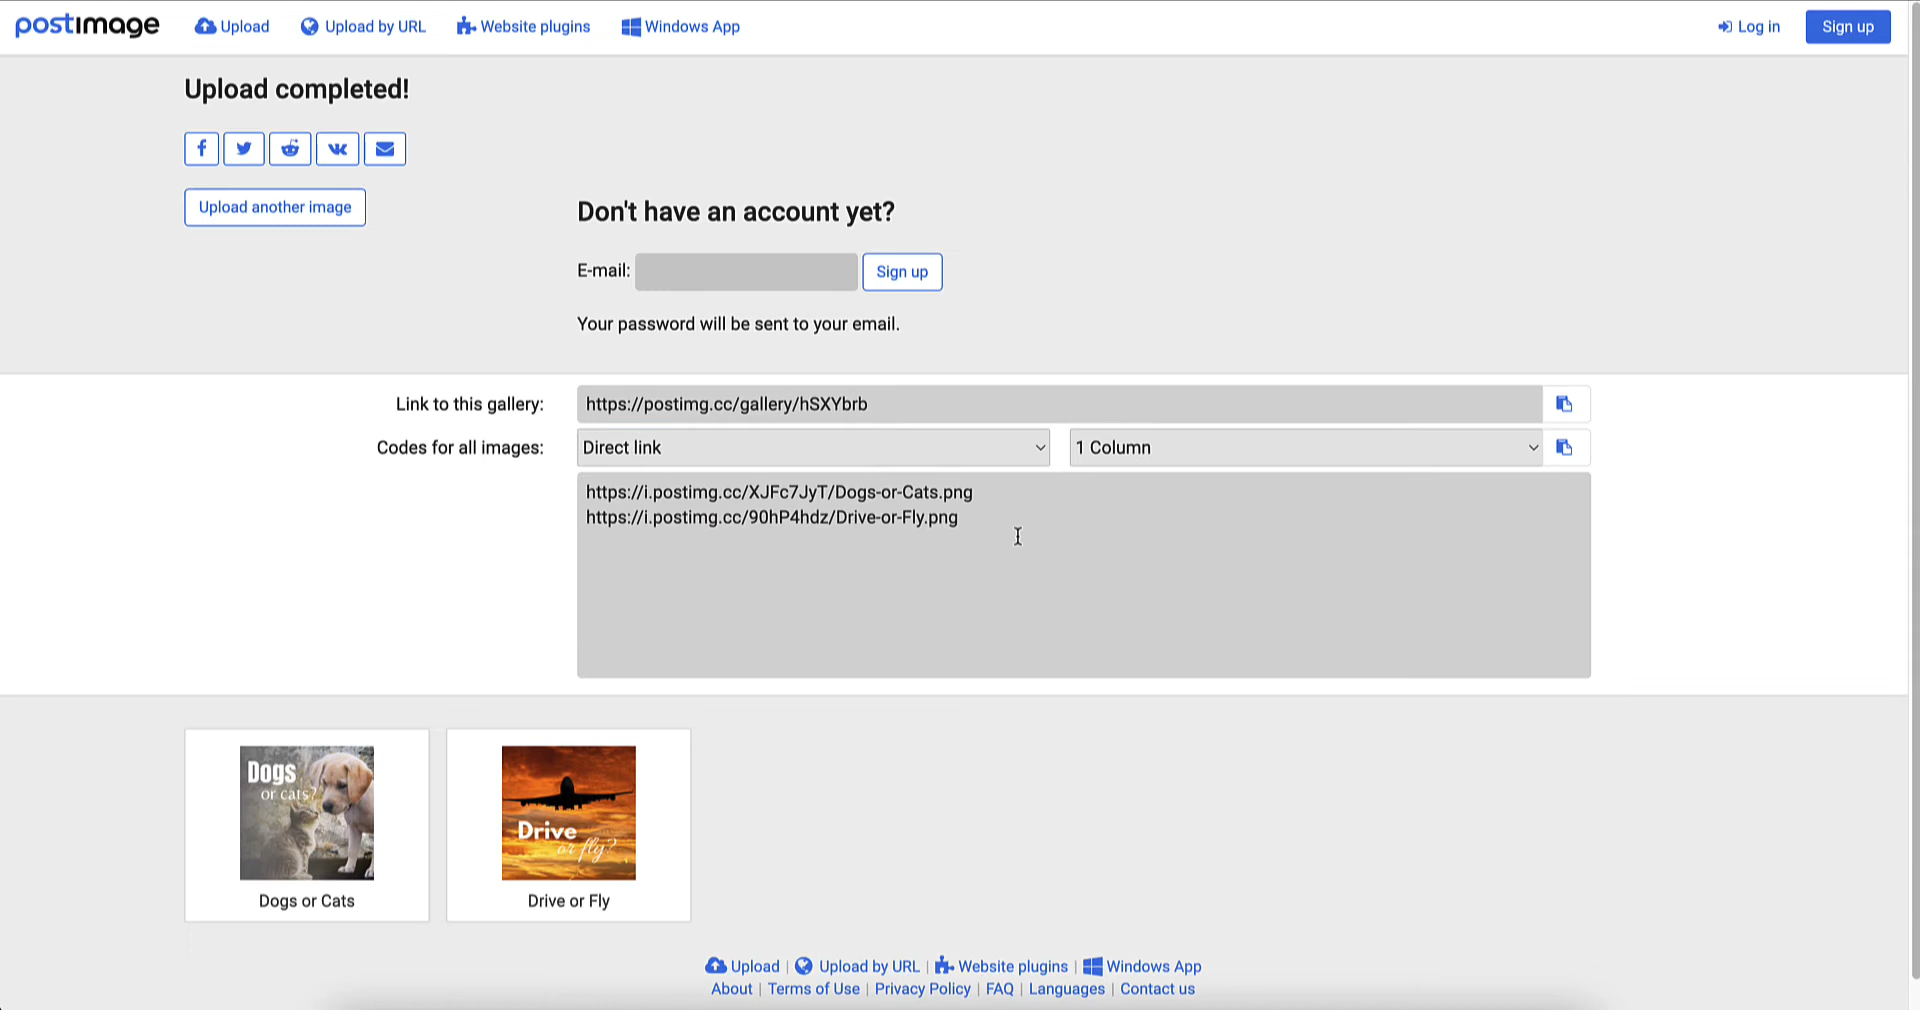 postimage
Upload
Upload by URL
Website plugins
Windows App
Log in
Sign up
Upload completed!
Upload another image
Don't have an account yet?
E-mail:
Sign up
Your password will be sent to your email.
Link to this gallery:
https://postimg.cc/gallery/hSXYbrb
Codes for all images:
Direct link
1 Column
https://i.postimg.cc/XJFc7JyT/Dogs-or-Cats.png
https://i.postimg.cc/90hP4hdz/Drive-or-Fly.png
Dogs
or cats?
Dogs or Cats
Drive
or fly?
Drive or Fly
Upload | Upload by URL | Website plugins | Windows App
About | Terms of Use | Privacy Policy | FAQ | Languages | Contact us